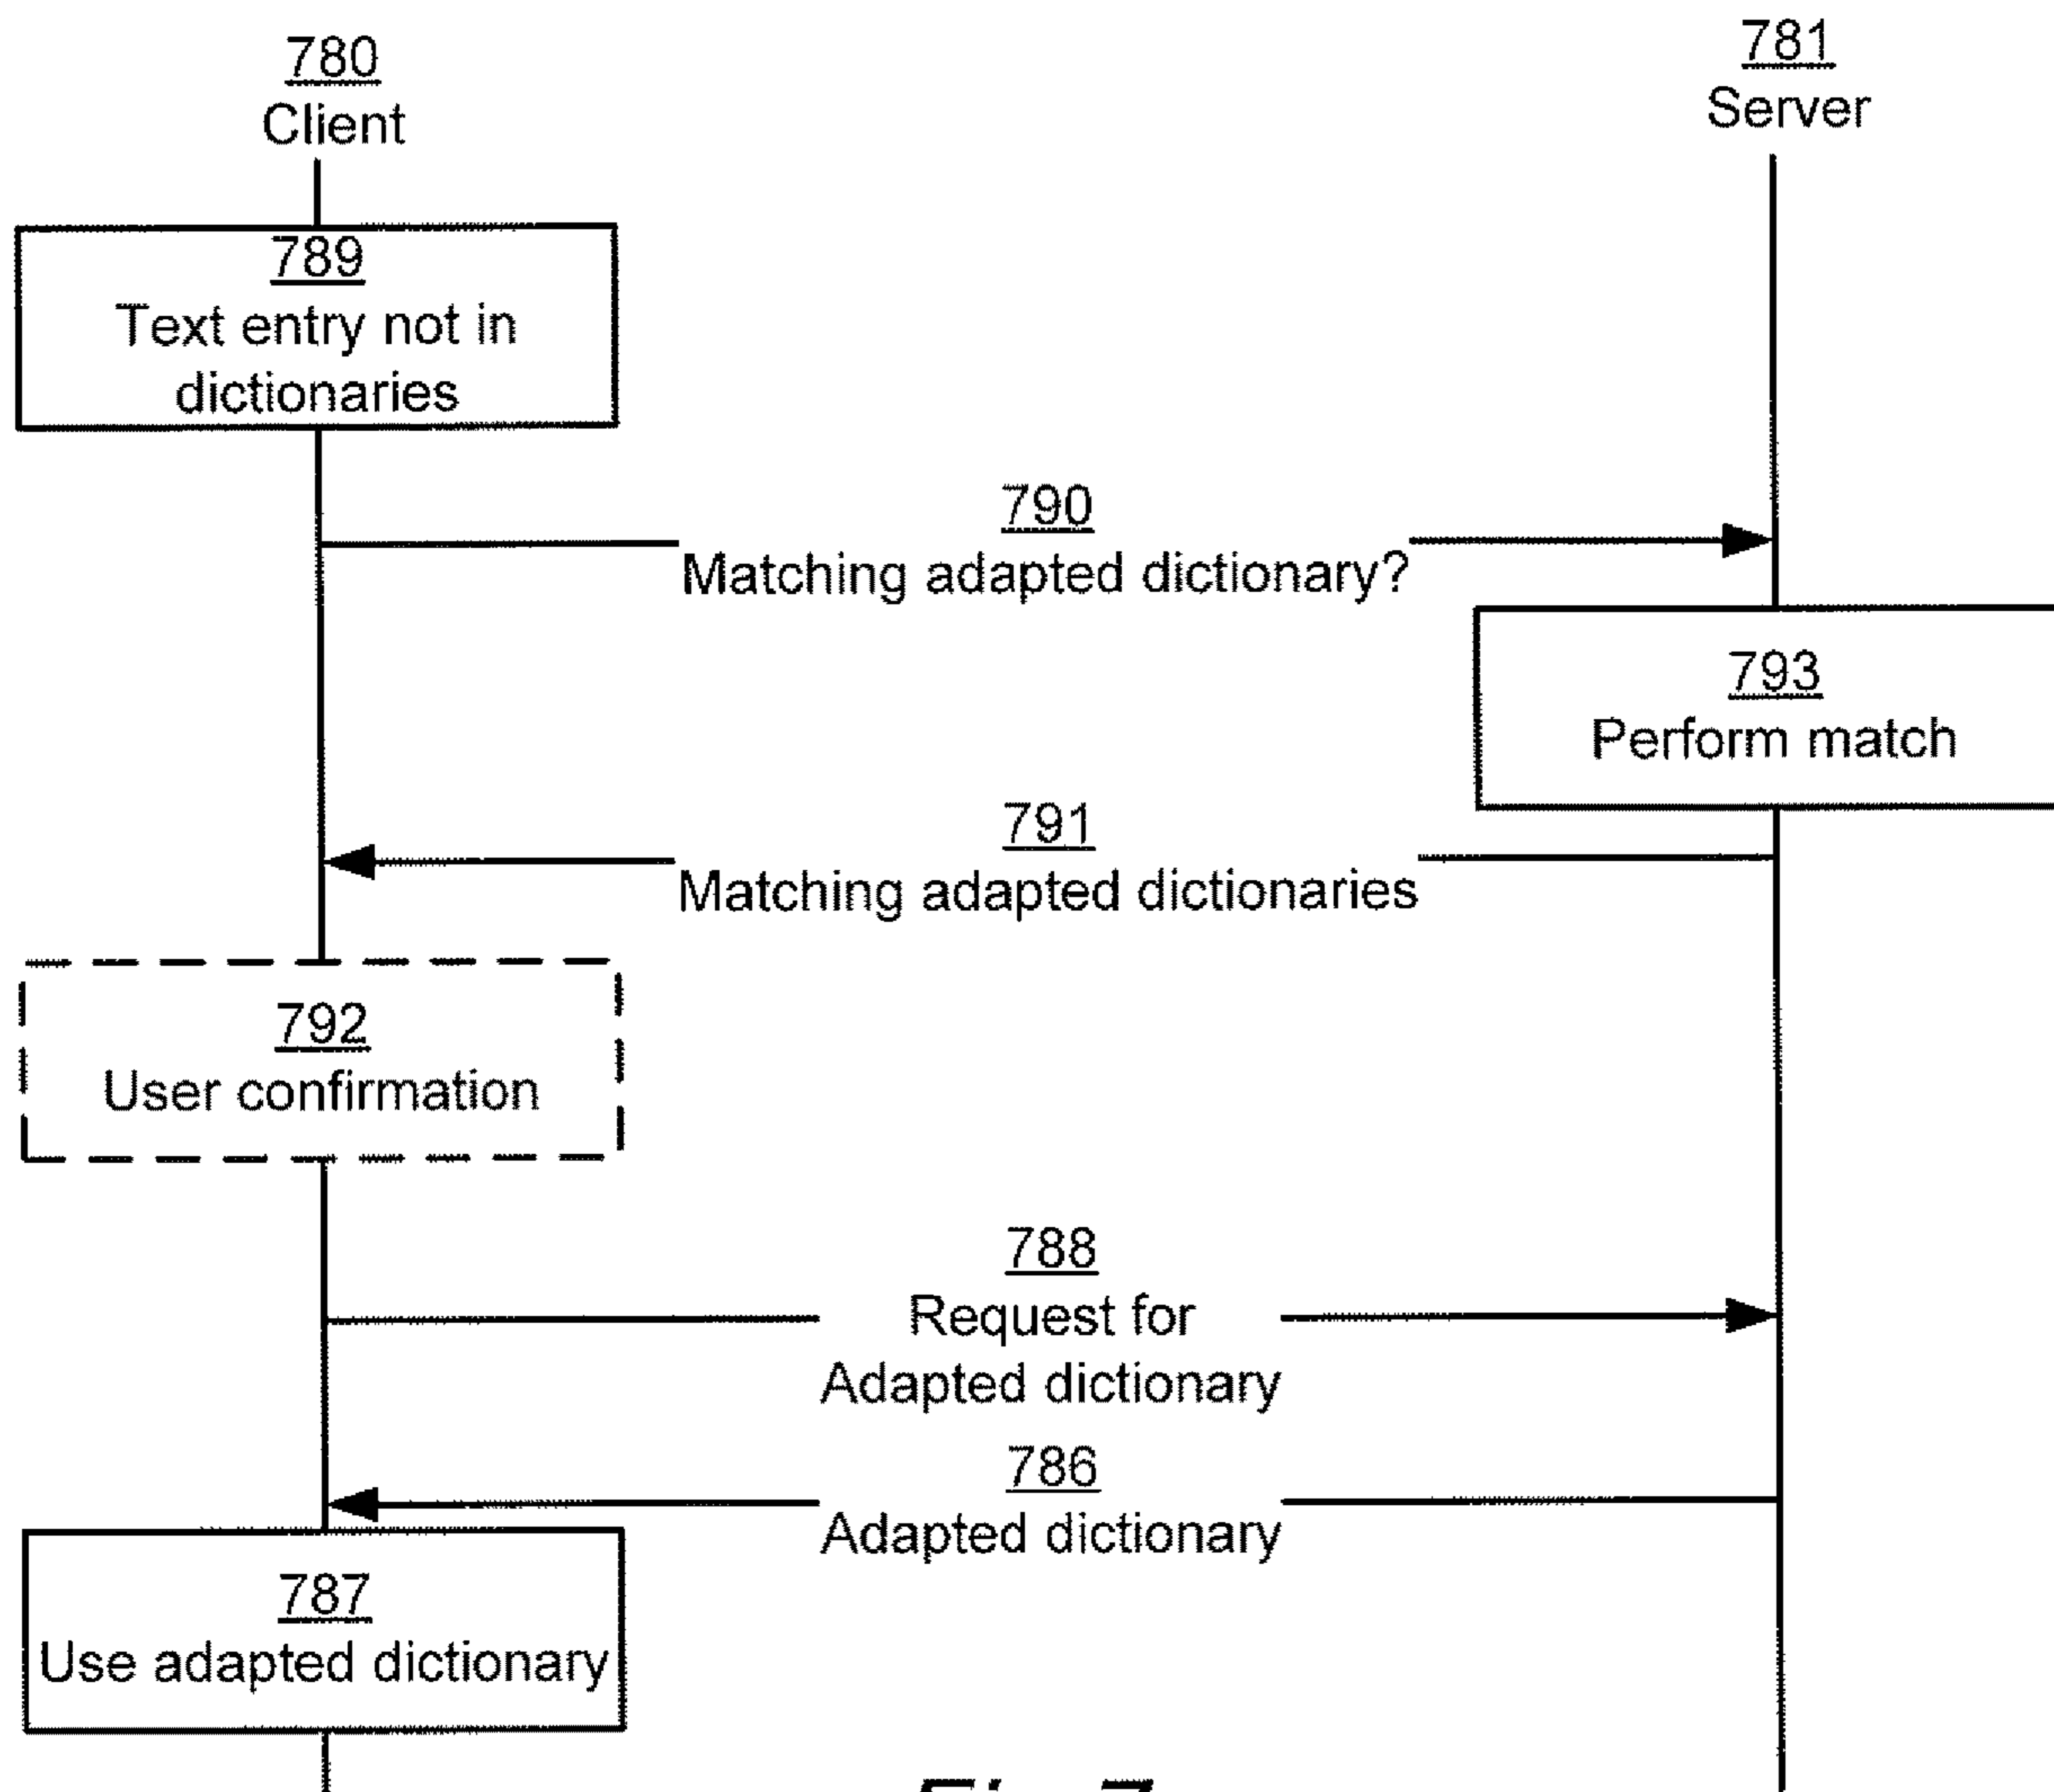 780
Client
781
Server
789
Text entry not in
dictionaries
790
Matching adapted dictionary?
793
Perform match
791
Matching adapted dictionaries
792
User confirmation
788
Request for
Adapted dictionary
786
Adapted dictionary
787
Use adapted dictionary